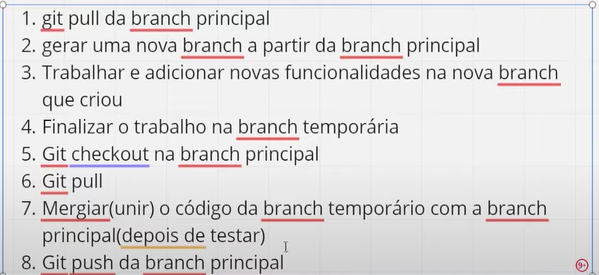 1. git pull da branch principal
2. gerar uma nova branch a partir da branch principal
3. Trabalhar e adicionar novas funcionalidades na nova branch
que criou
4. Finalizar o trabalho na branch temporária
5. Git checkout na branch principal
6. Git pull
7. Mergiar(unir) o código da branch temporário com a branch
principal(depois de testar)
8. Git push da branch principal
9+